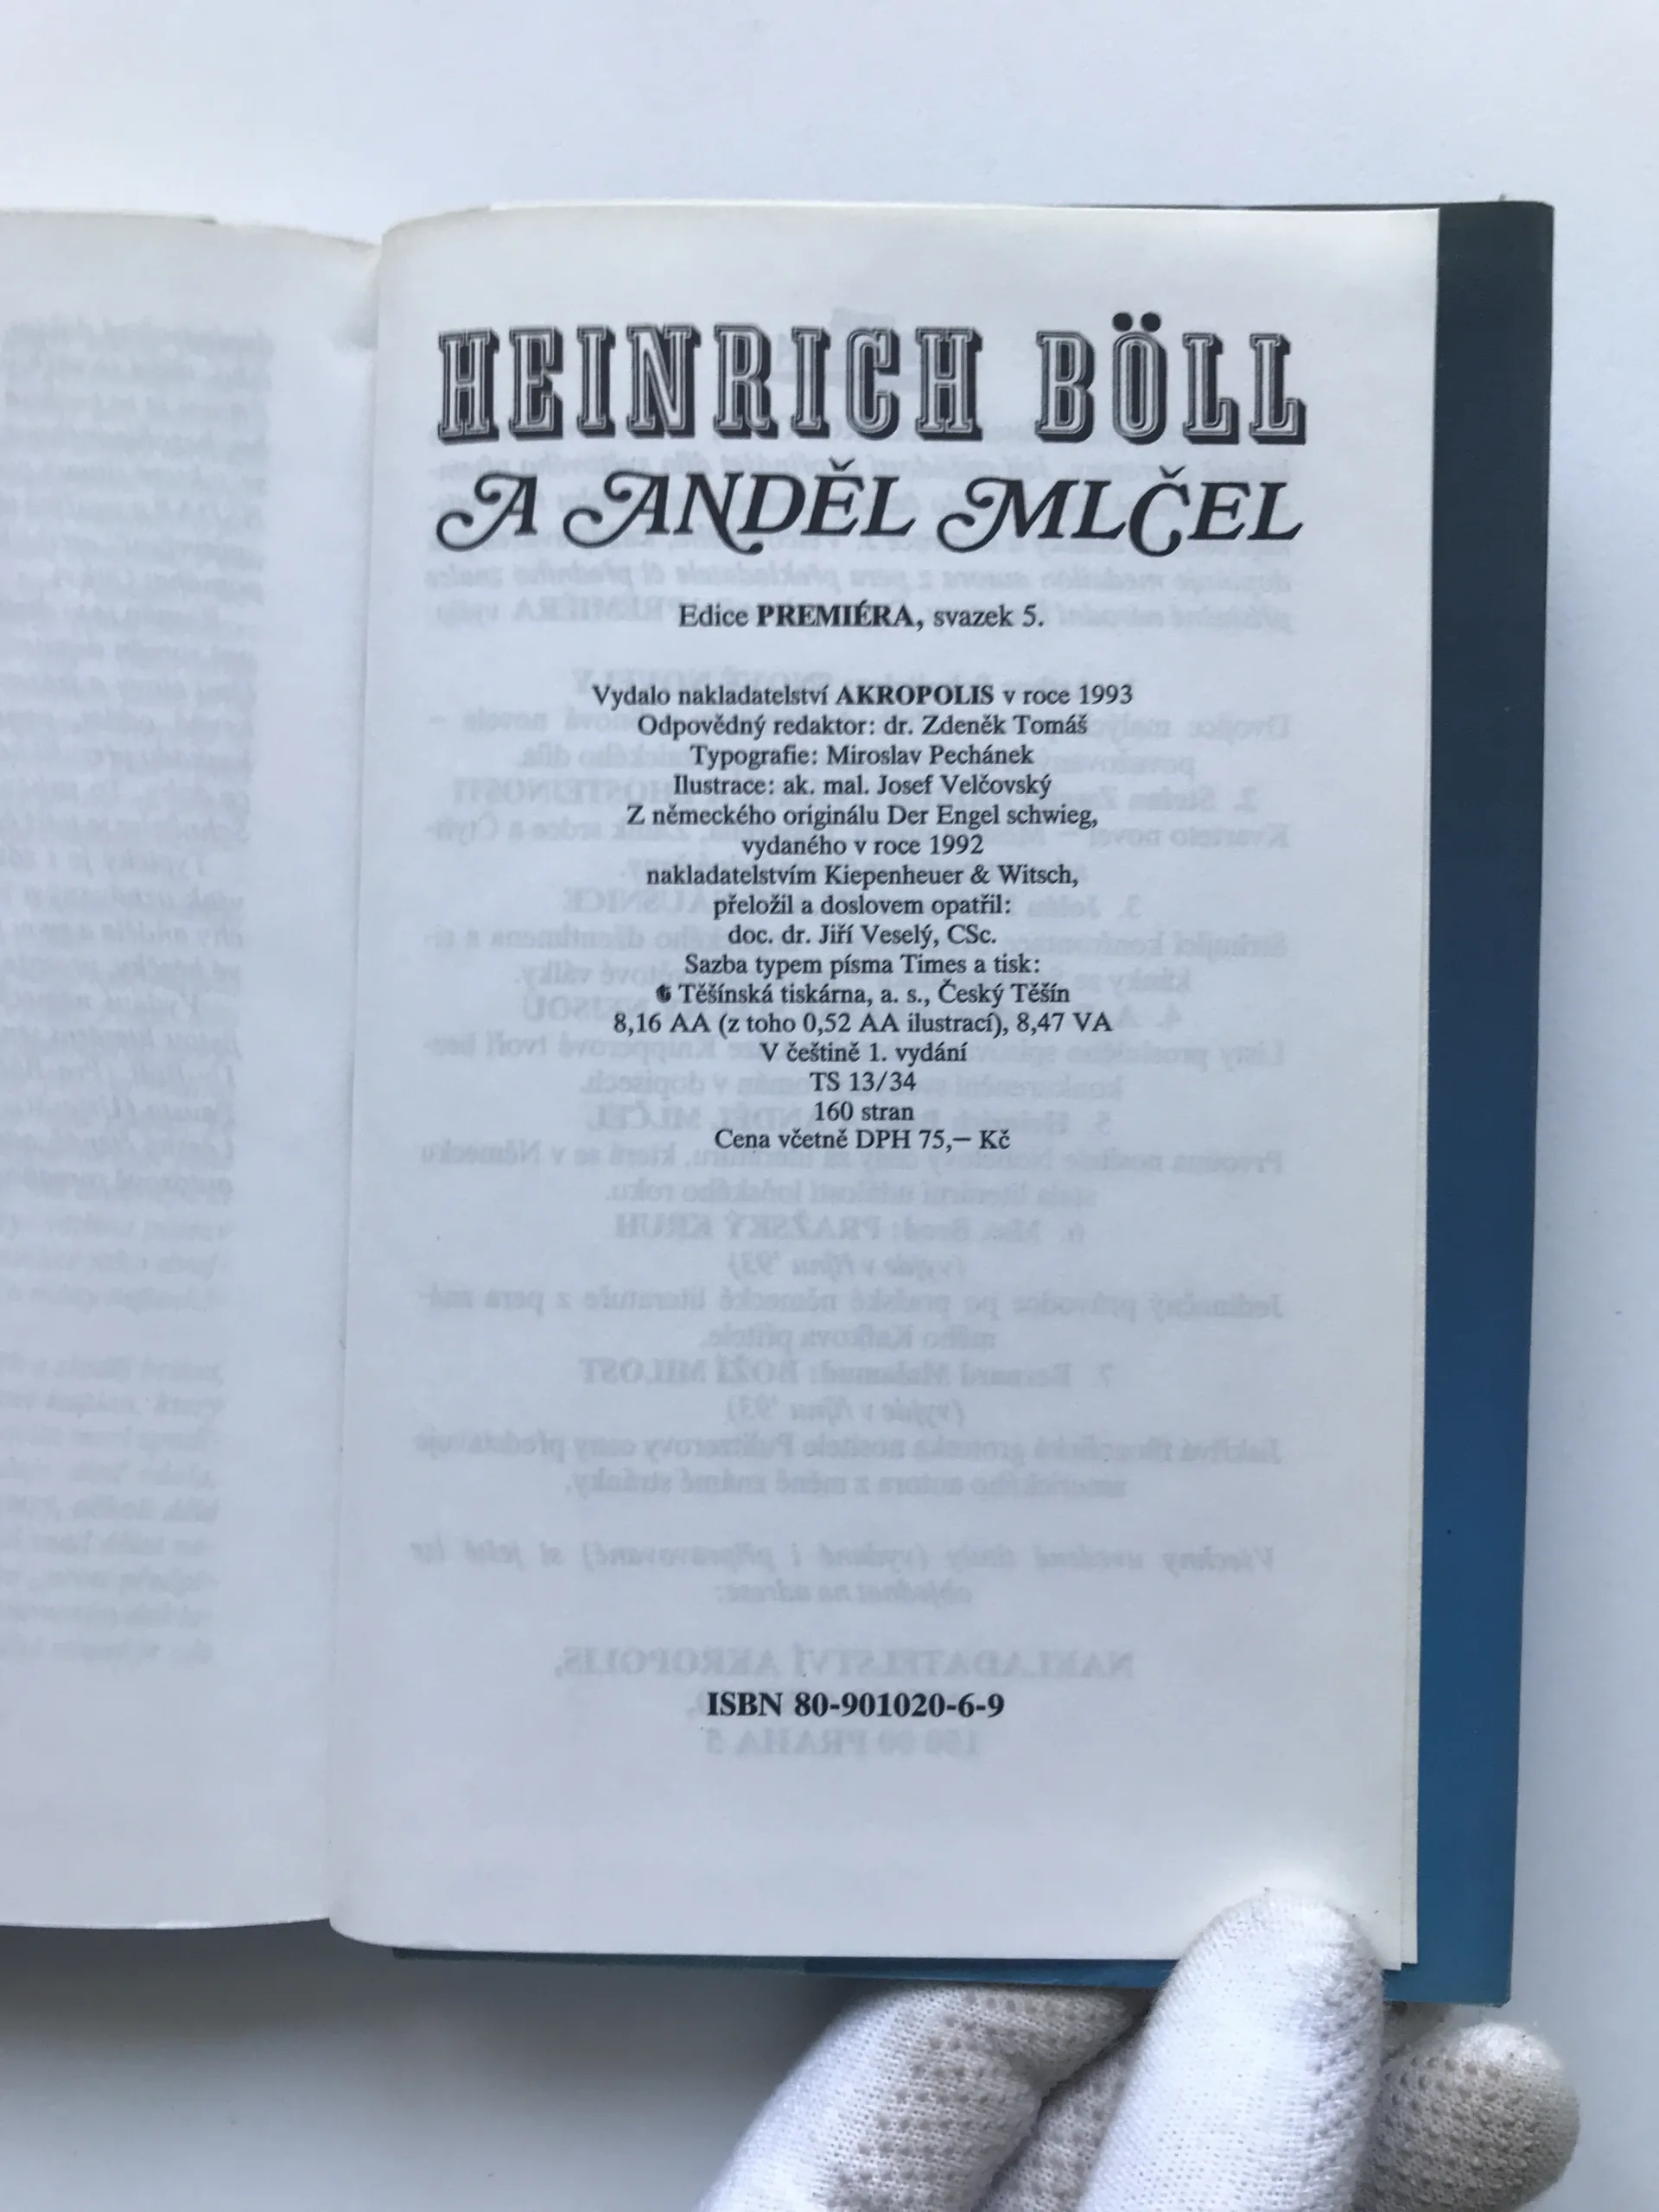 HEINRICH BÖLL
A ANDĚL MLČEL
Edice PREMIÉRA, svazek 5.
Vydalo nakladatelství AKROPOLIS v roce 1993
Odpovědný redaktor: dr. Zdeněk Tomáš
Typografie: Miroslav Pechánek
Ilustrace: ak. mal. Josef Velčovský
Z německého originálu Der Engel schwieg,
vydaného v roce 1992
nakladatelstvím Kiepenheuer & Witsch,
přeložil a doslovem opatřil:
doc. dr. Jiří Veselý, CSc.
Sazba typem písma Times a tisk:
Těšínská tiskárna, a. s., Český Těšín
8,16 AA (z toho 0,52 AA ilustrací), 8,47 VA
V češtině 1. vydání
TS 13/34
160 stran
Cena včetně DPH 75,— Kč
ISBN 80-901020-6-9